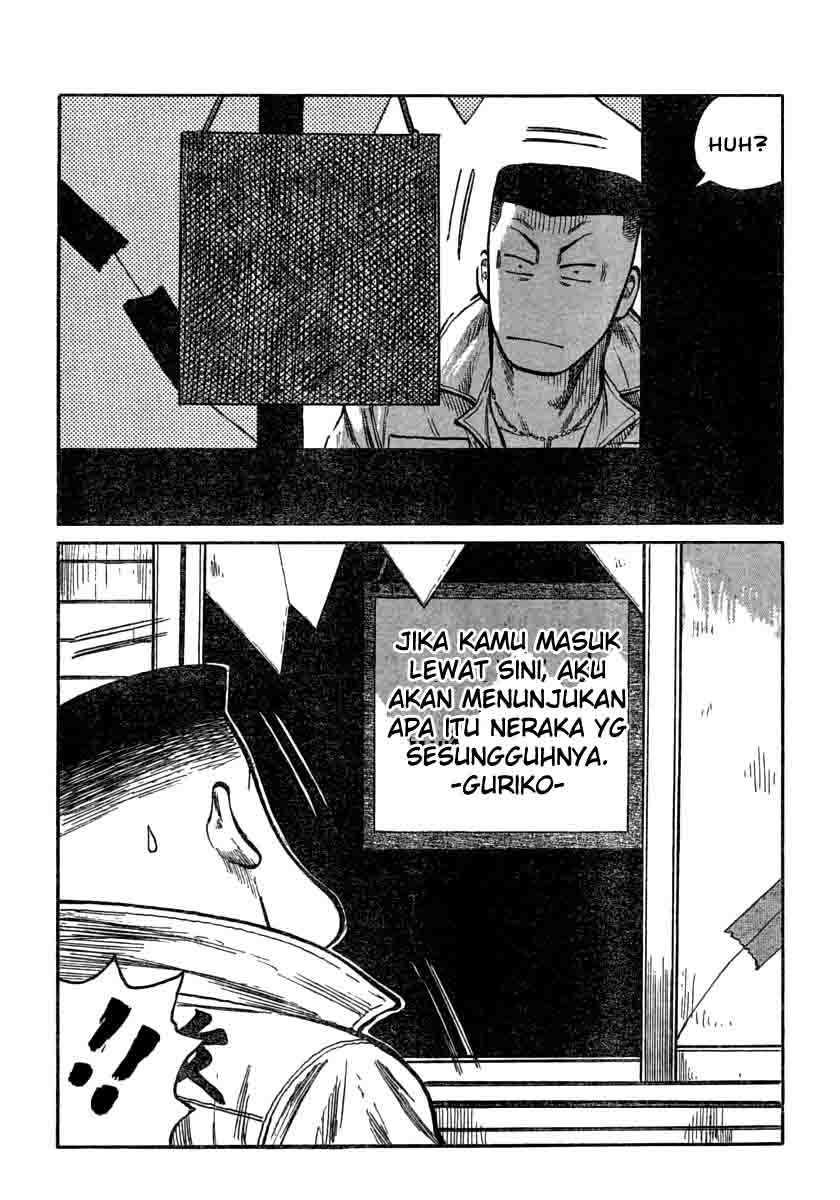 HUH?
JIKA KAMU MASUK
LEWAT SINI, AKU
AKAN MENUNJUKAN
APA ITU NERAKA YG
SESUNGGUHNYA.
-GURIKO-
!!